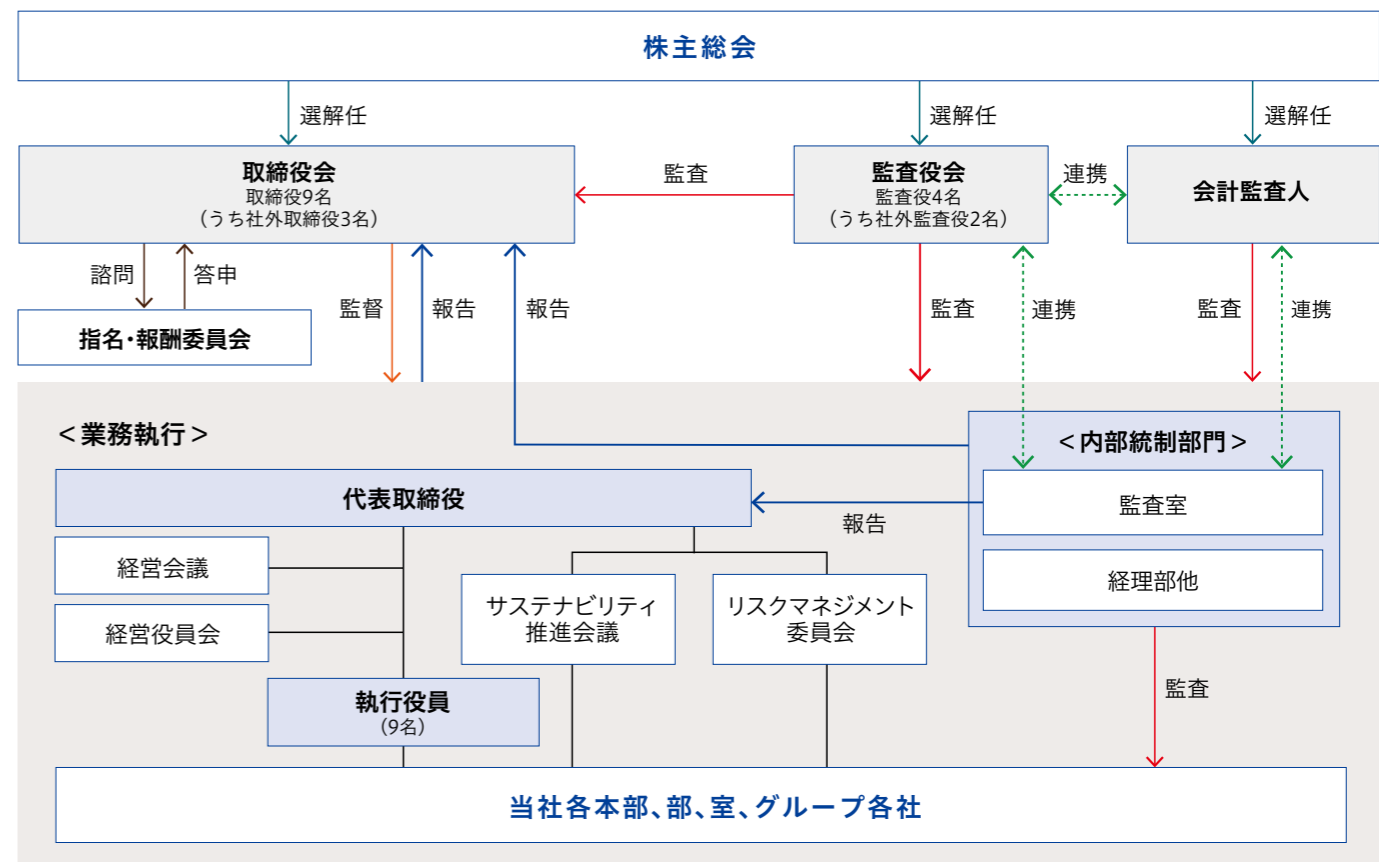 株主総会
選解任
選解任
選解任
取締役会
取締役9名
（うち社外取締役3名）
監査
監査役会
監査役4名
（うち社外監査役2名）
連携
会計監査人
諮問
答申
監督
報告
報告
監査
連携
監査
連携
指名・報酬委員会
＜業務執行＞
＜内部統制部門＞
代表取締役
報告
監査室
経営会議
経理部他
サステナビリティ
推進会議
リスクマネジメント
委員会
経営役員会
執行役員
（9名）
監査
当社各本部、部、室、グループ各社